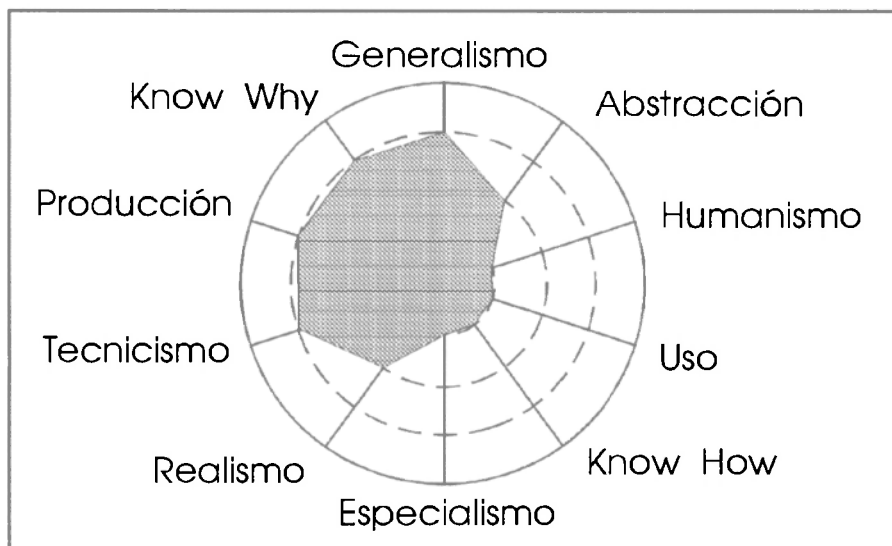 Generalismo
Know Why
Abstracción
Producción
Humanismo
Tecnicismo
Uso
Realismo
Know How
Especialismo